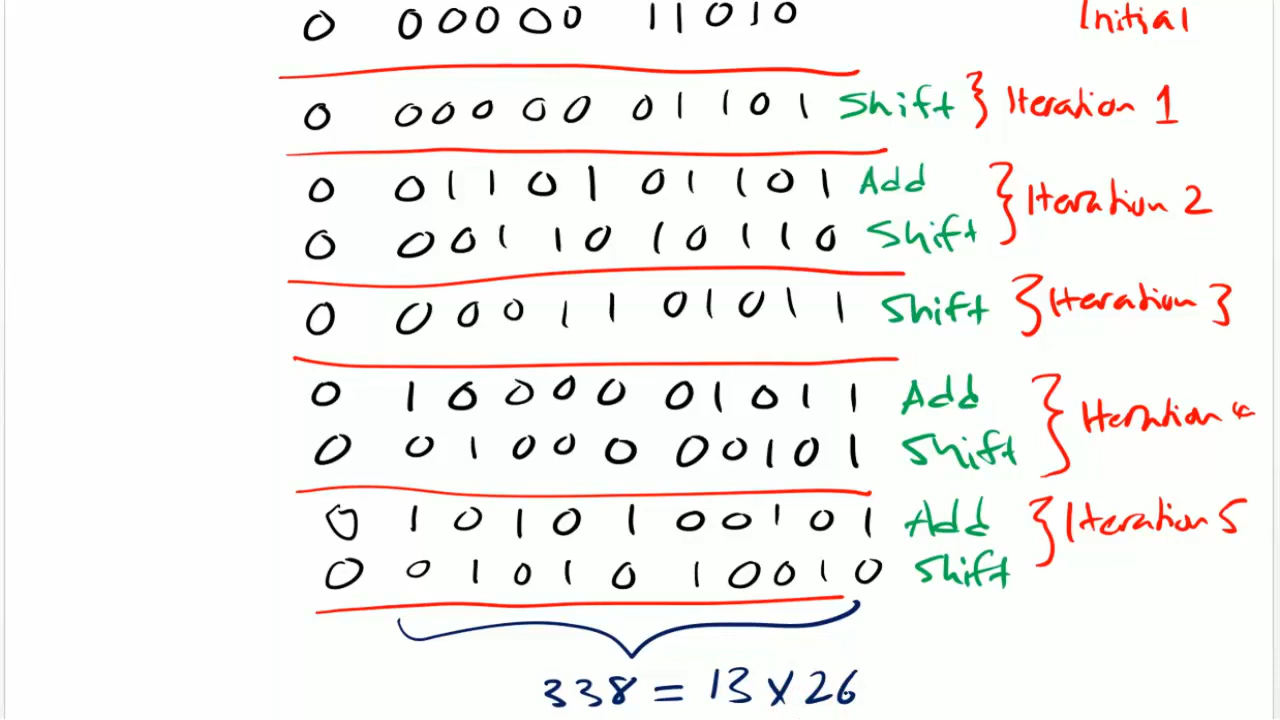 0 00000 11010 Initial
0 00000 01101 Shift } Iteration 1
0 01101 01101 Add
0 00110 10110 Shift } Iteration 2
0 00011 01011 Shift } Iteration 3
0 10000 01011 Add
0 01000 00101 Shift } Iteration 4
0 10101 00101 Add
0 01010 10010 Shift } Iteration 5
338 = 13 x 26